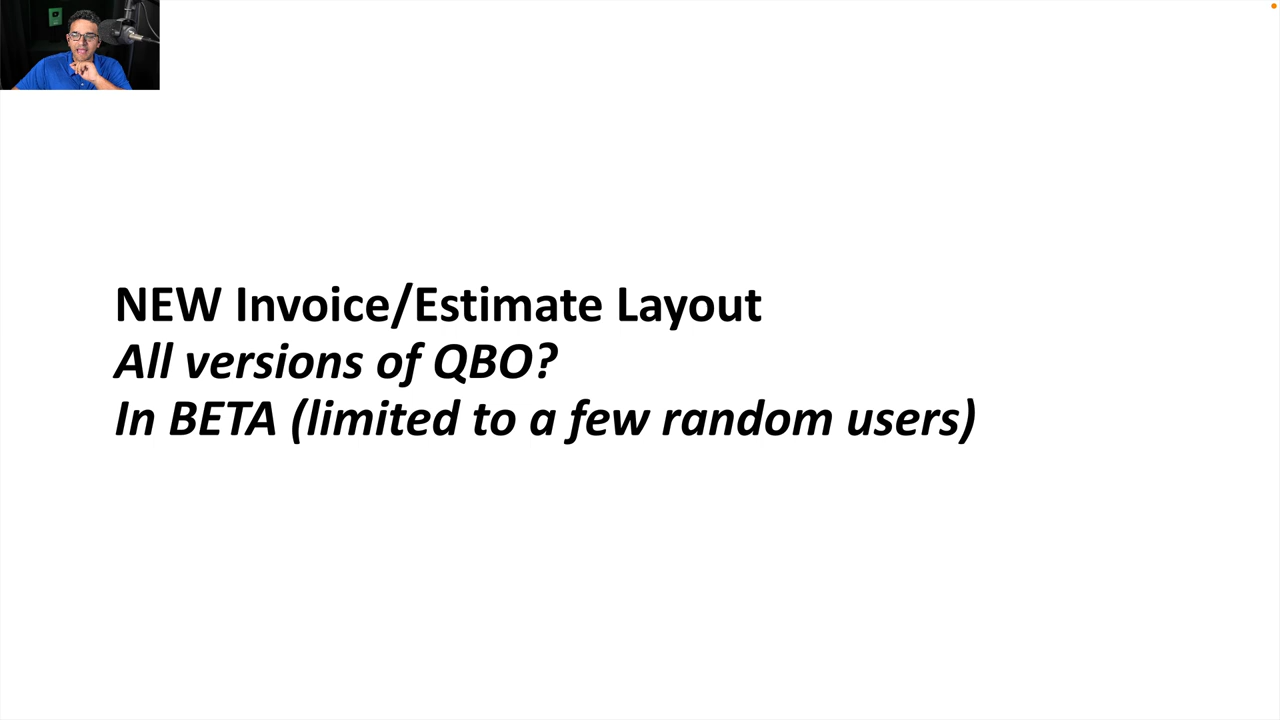 NEW Invoice/Estimate Layout
All versions of QBO?
In BETA (limited to a few random users)